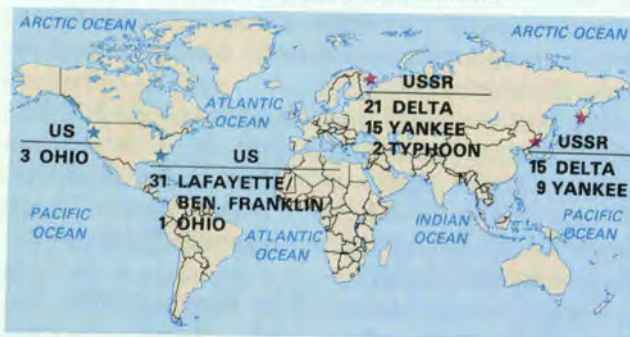 ARCTIC OCEAN
ARCTIC OCEAN
ATLANTIC
OCEAN
USSR
21 DELTA
15 YANKEE
2 TYPHOON
US
3 OHIO
US
31 LAFAYETTE/
BEN. FRANKLIN
1 OHIO
USSR
15 DELTA
9 YANKEE
PACIFIC
OCEAN
ATLANTIC
OCEAN
INDIAN
OCEAN
PACIFIC
OCEAN